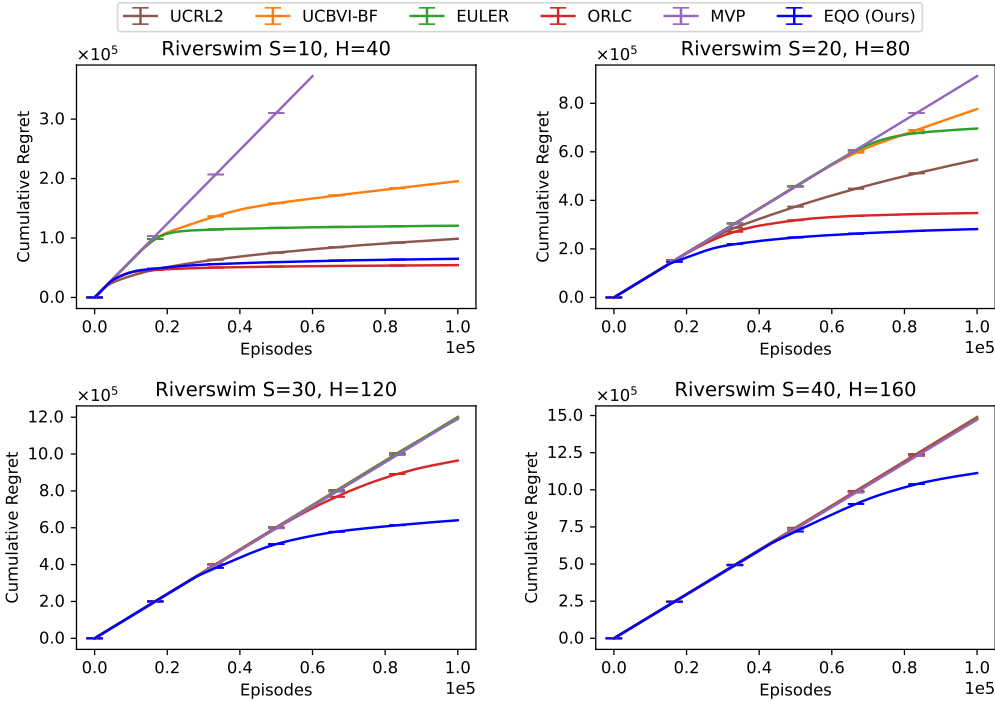 UCRL2 UCBVI-BF EULER ORLC MVP EQO (Ours)
Riverswim S=10, H=40
×10⁵
Cumulative Regret
3.0
2.0
1.0
0.0
0.0 0.2 0.4 0.6 0.8 1.0
Episodes
1e5
Riverswim S=20, H=80
×10⁵
Cumulative Regret
8.0
6.0
4.0
2.0
0.0
0.0 0.2 0.4 0.6 0.8 1.0
Episodes
1e5
Riverswim S=30, H=120
×10⁵
Cumulative Regret
12.0
10.0
8.0
6.0
4.0
2.0
0.0
0.0 0.2 0.4 0.6 0.8 1.0
Episodes
1e5
Riverswim S=40, H=160
×10⁵
Cumulative Regret
15.0
12.5
10.0
7.5
5.0
2.5
0.0
0.0 0.2 0.4 0.6 0.8 1.0
Episodes
1e5